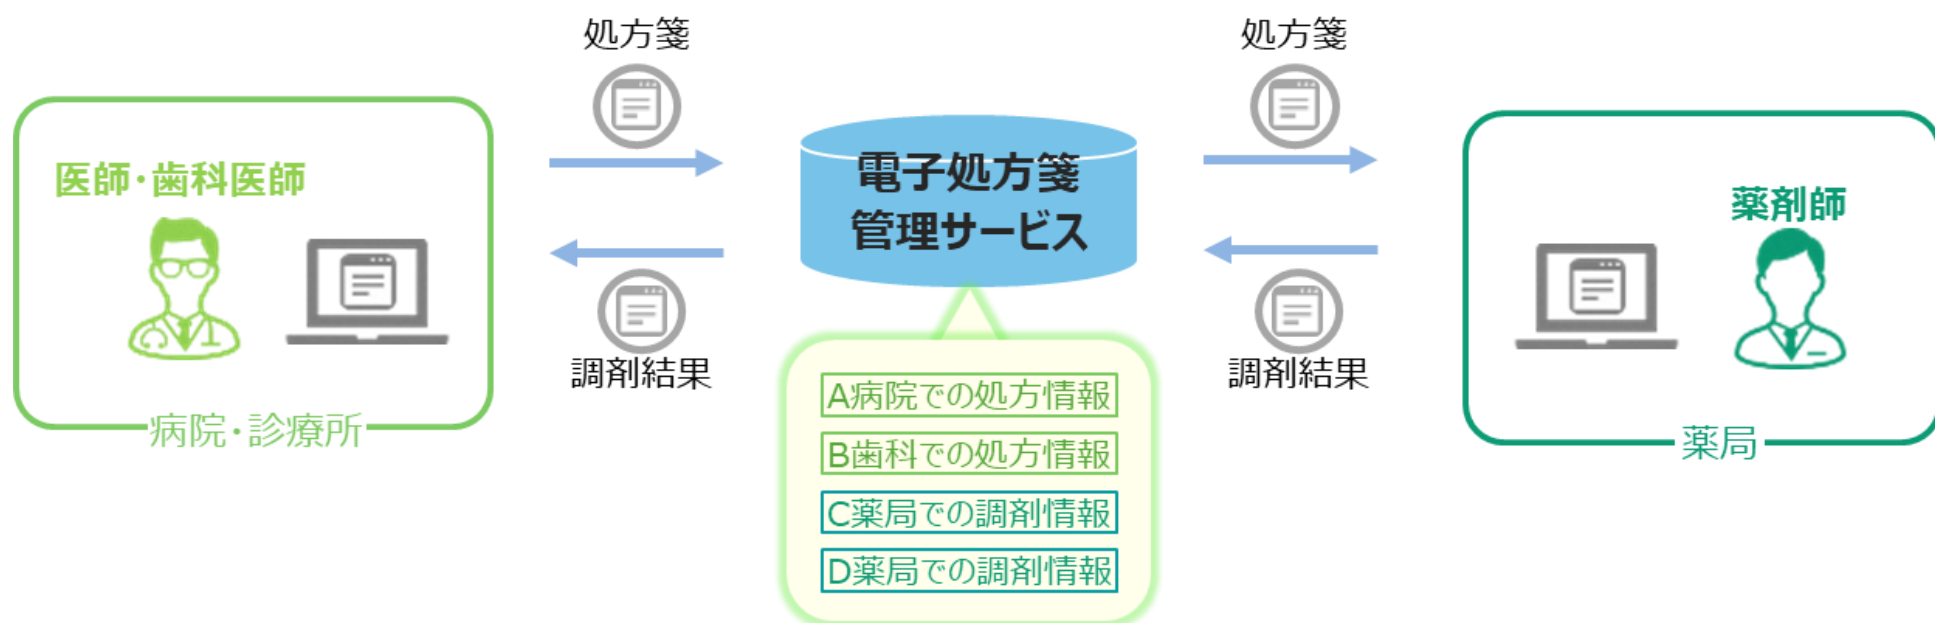 処方箋
処方箋
医師・歯科医師
電子処方箋
管理サービス
薬剤師
調剤結果
調剤結果
A病院での処方情報
B歯科での処方情報
C薬局での調剤情報
D薬局での調剤情報
病院・診療所
薬局